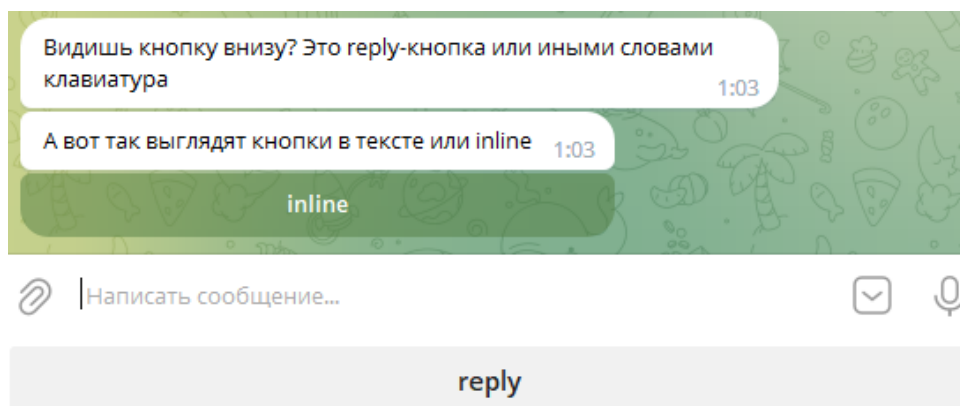 Видишь кнопку внизу? Это reply-кнопка или иными словами
клавиатура
1:03
А вот так выглядят кнопки в тексте или inline
1:03
inline
Написать сообщение...
reply